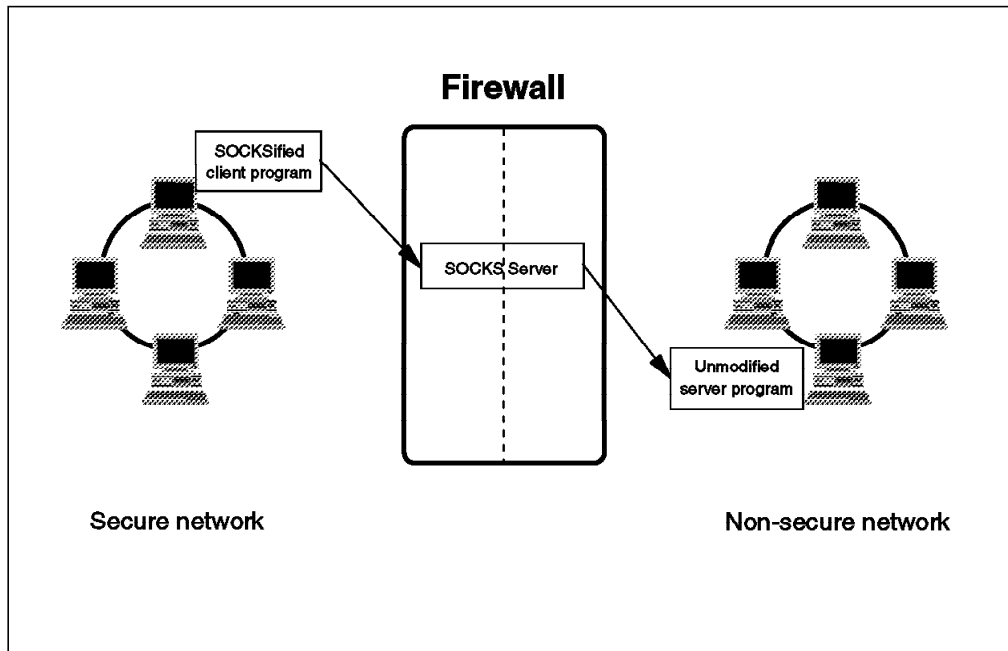 Firewall
SOCKSified
client program
SOCKS Server
Unmodified
server program
Secure network
Non-secure network